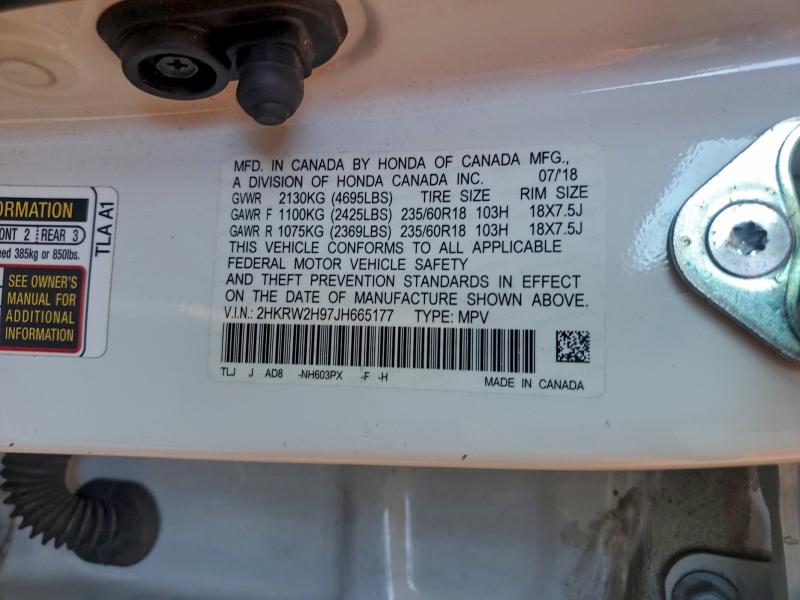 MFD. IN CANADA BY HONDA OF CANADA MFG.,
A DIVISION OF HONDA CANADA INC. 07/'18
GVWR 2130KG (4695LBS) TIRE SIZE RIM SIZE
GAWR F 1100KG (2425LBS) 235/60R18 103H 18X7.5J
GAWR R 1075KG (2369LBS) 235/60R18 103H 18X7.5J
THIS VEHICLE CONFORMS TO ALL APPLICABLE
FEDERAL MOTOR VEHICLE SAFETY
AND THEFT PREVENTION STANDARDS IN EFFECT
ON THE DATE OF MANUFACTURE SHOWN ABOVE.
V.I.N.: 2HKRW2H97JH665177 TYPE: MPV
TLJ J AD8 -NH603PX -F -H
MADE IN CANADA
ORMATION
ONT 2 REAR 3
eed 385kg or 850lbs.
SEE OWNER'S
MANUAL FOR
ADDITIONAL
INFORMATION
TLA A1